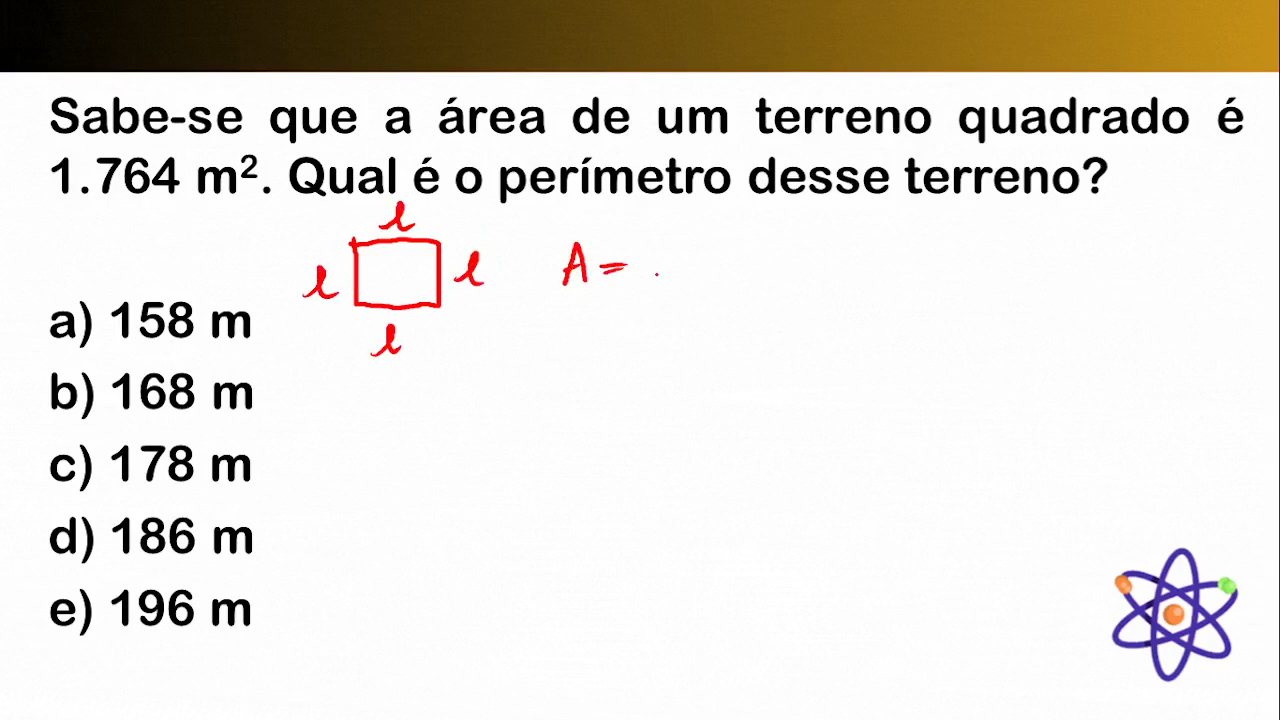 Sabe-se que a área de um terreno quadrado é
1.764 m². Qual é o perímetro desse terreno?
l
l l A = .
l
a) 158 m
b) 168 m
c) 178 m
d) 186 m
e) 196 m